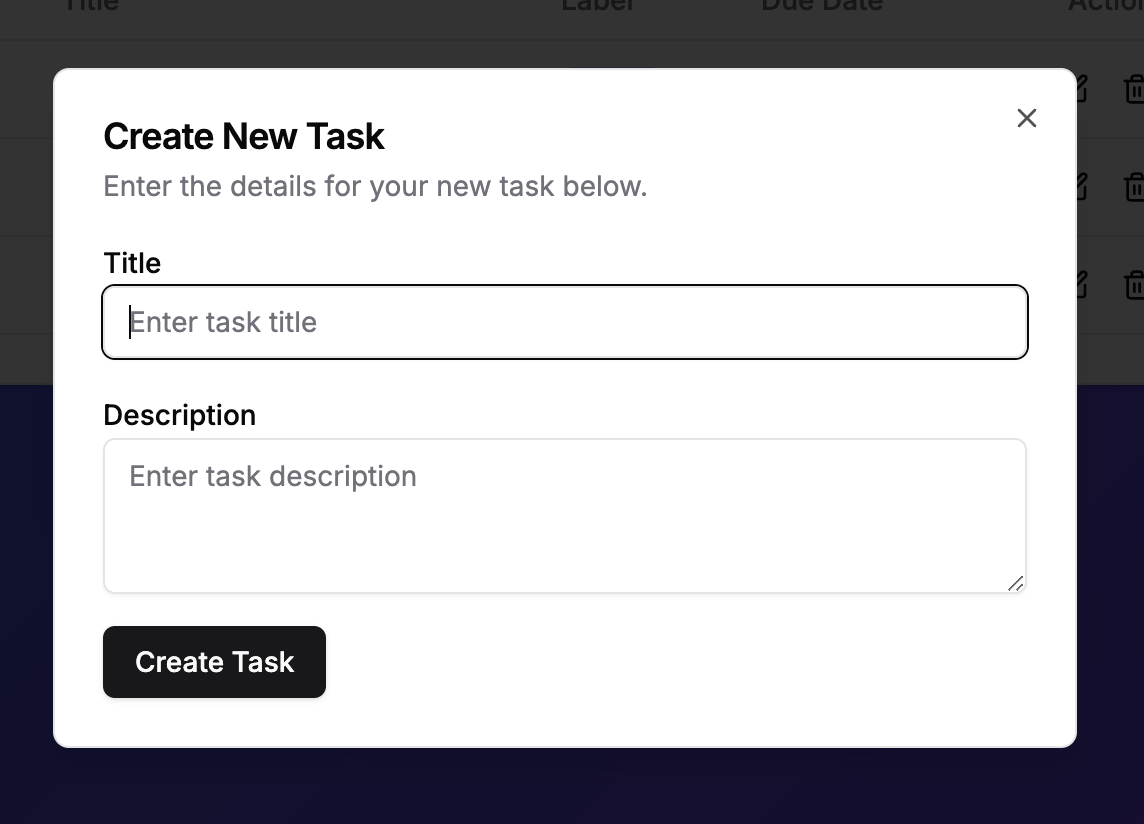 Title Label Due Date Action
Create New Task
Enter the details for your new task below.
Title
Enter task title
Description
Enter task description
Create Task